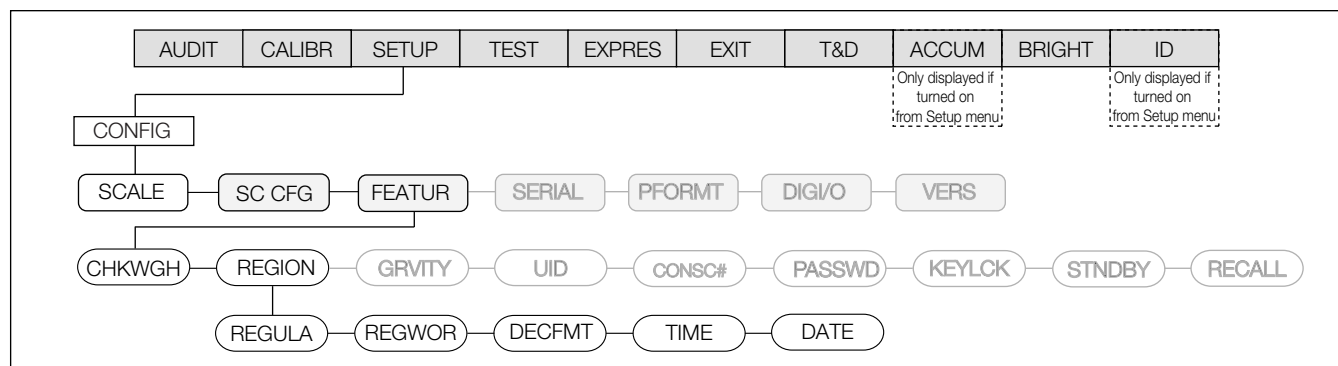 AUDIT CALIBR SETUP TEST EXPRES EXIT T&D ACCUM BRIGHT ID
Only displayed if
turned on
from Setup menu
Only displayed if
turned on
from Setup menu
CONFIG
SCALE SC CFG FEATUR SERIAL PFORMT DIGI/O VERS
CHKWGH REGION GRVITY UID CONSC# PASSWD KEYLCK STNDBY RECALL
REGULA REGWOR DECFMT TIME DATE